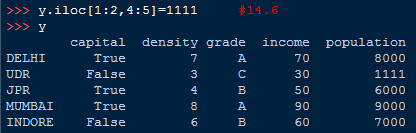 >>> y.iloc[1:2,4:5]=1111 #14.6
>>> y
capital density grade income population
DELHI True 7 A 70 8000
UDR False 3 C 30 1111
JPR True 4 B 50 6000
MUMBAI True 8 A 90 9000
INDORE False 6 B 60 7000